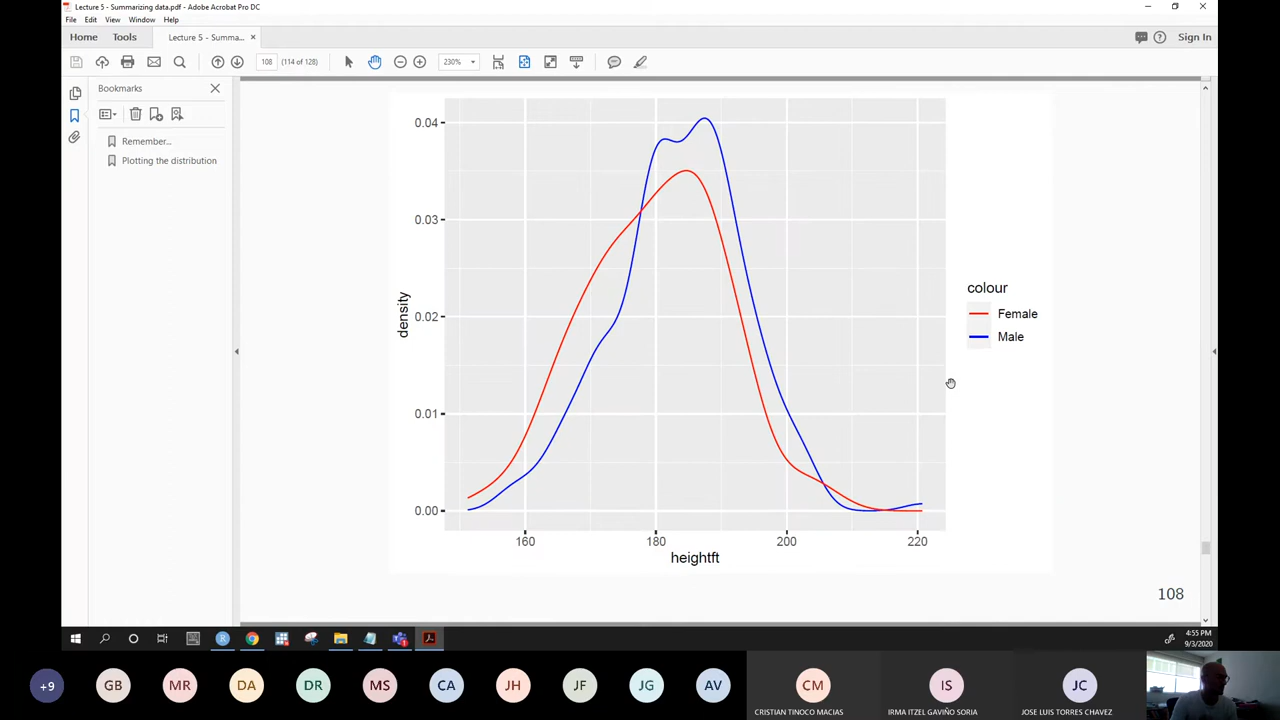 Lecture 5 - Summarizing data.pdf - Adobe Acrobat Pro DC
File Edit View Window Help
Home Tools Lecture 5 - Summa... × Sign In
108 (114 of 128) 230%
Bookmarks
Remember...
Plotting the distribution
0.04
0.03
0.02
0.01
0.00
density
160 180 200 220
heightft
colour
Female
Male
108
4:55 PM
9/3/2020
+9 GB MR DA DR MS CA JH JF JG AV CM IS JC
CRISTIAN TINOCO MACIAS IRMA ITZEL GAVIÑO SORIA JOSE LUIS TORRES CHAVEZ